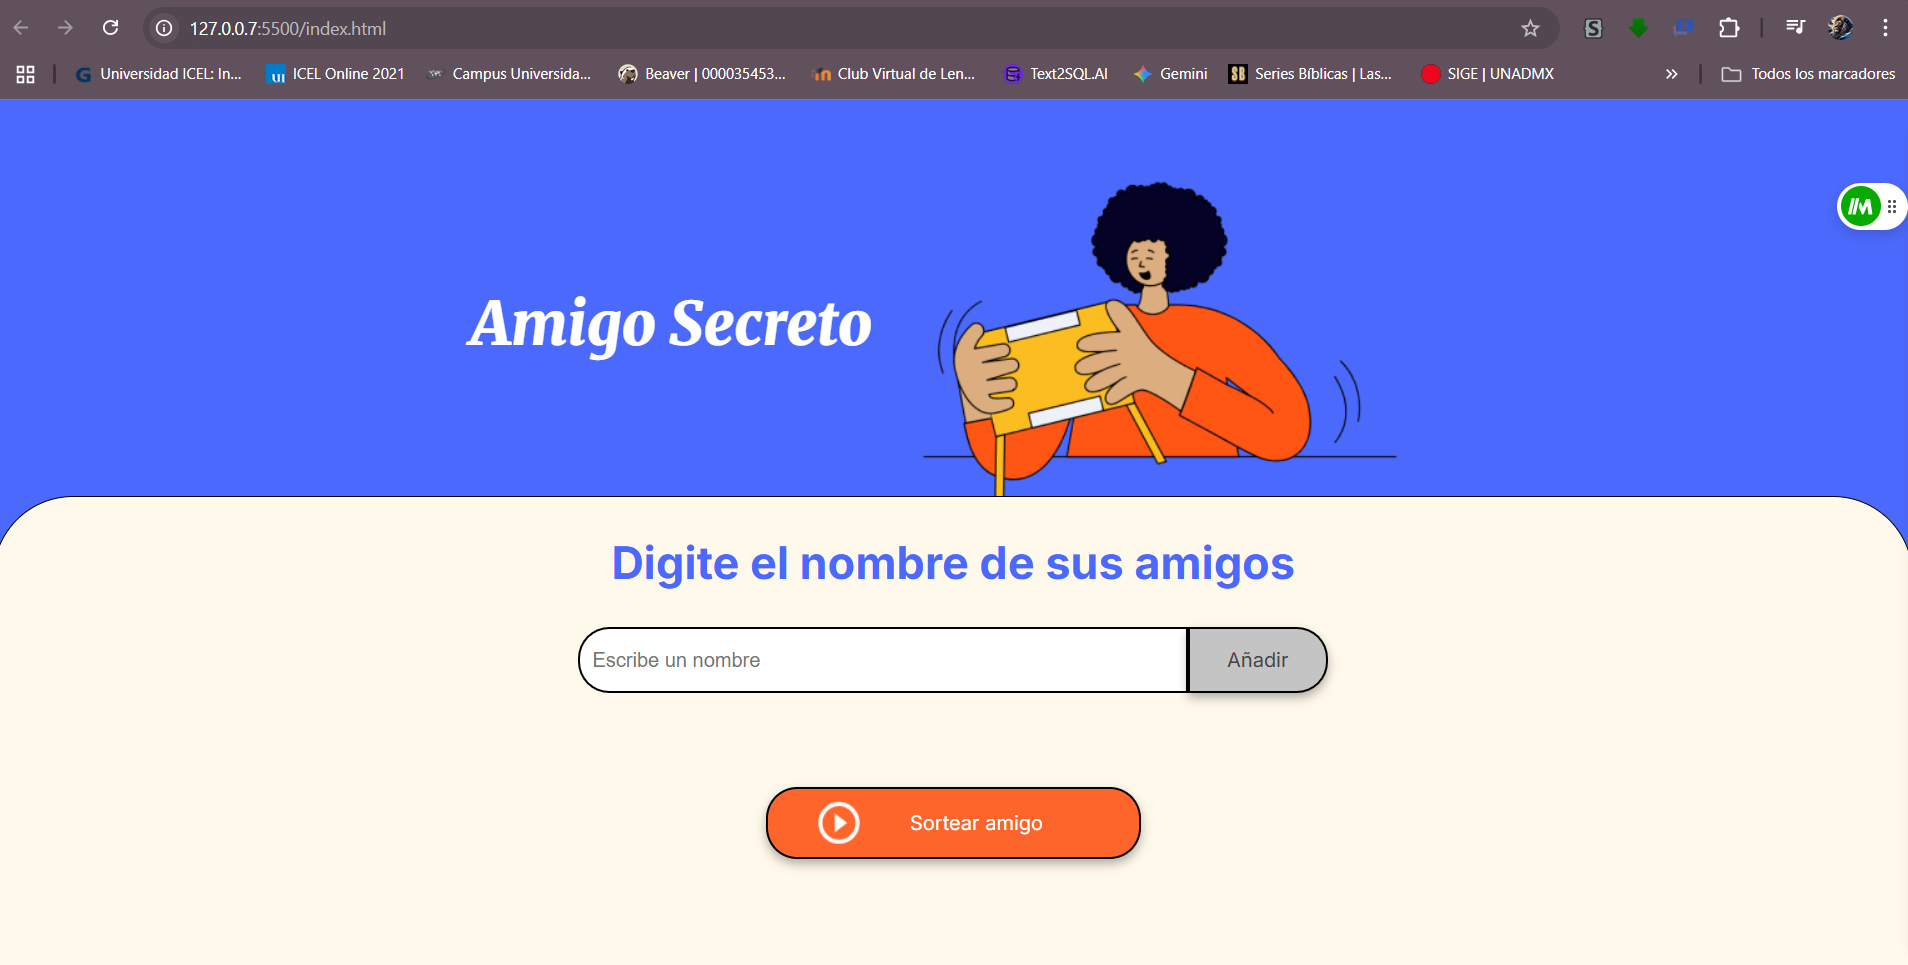 127.0.0.7:5500/index.html
Universidad ICEL: In... ICEL Online 2021 Campus Universida... Beaver | 000035453... Club Virtual de Len... Text2SQL.AI Gemini Series Bíblicas | Las... SIGE | UNADMX Todos los marcadores
Amigo Secreto
Digite el nombre de sus amigos
Escribe un nombre
Añadir
Sortear amigo